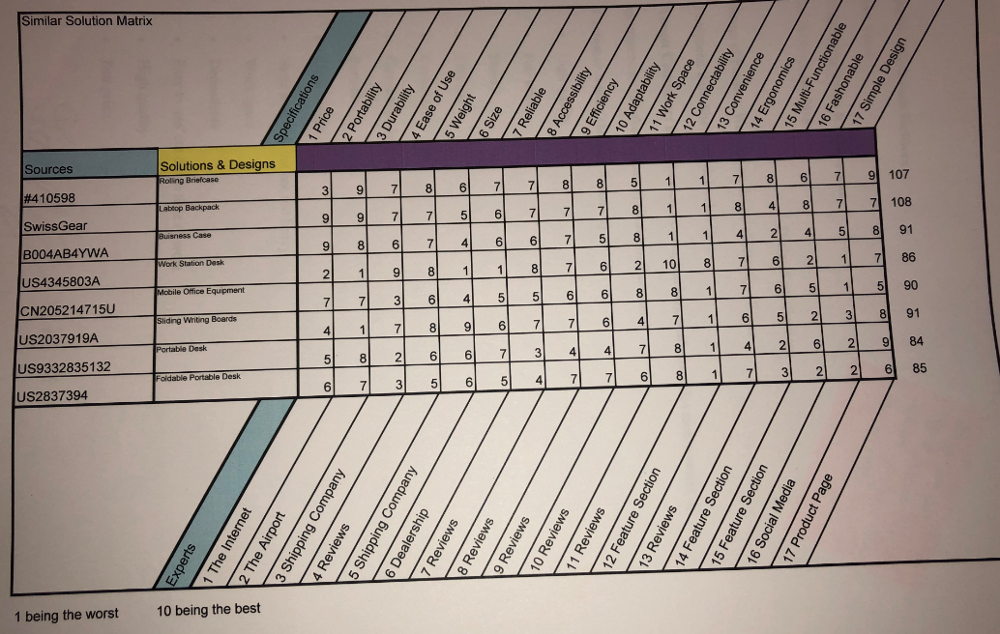 Similar Solution Matrix
Specifications
1 Price
2 Portability
3 Durability
4 Ease of Use
5 Weight
6 Size
7 Reliable
8 Accessibility
9 Efficiency
10 Adaptability
11 Work Space
12 Connectability
13 Convenience
14 Ergonomics
15 Multi-Functionable
16 Fashonable
17 Simple Design
Sources Solutions & Designs
#410598 Rolling Briefcase 3 9 7 8 6 7 7 8 8 5 1 1 7 8 6 7 9 107
SwissGear Labtop Backpack 9 9 7 7 5 6 7 7 7 8 1 1 8 4 8 7 7 108
B004AB4YWA Buisness Case 9 8 6 7 4 6 6 7 5 8 1 1 4 2 4 5 8 91
US4345803A Work Station Desk 2 1 9 8 1 1 8 7 6 2 10 8 7 6 2 1 7 86
CN205214715U Mobile Office Equipment 7 7 3 6 4 5 5 6 6 8 8 1 7 6 5 1 5 90
US2037919A Sliding Writing Boards 4 1 7 8 9 6 7 7 6 4 7 1 6 5 2 3 8 91
US9332835132 Portable Desk 5 8 2 6 6 7 3 4 4 7 8 1 4 2 6 2 9 84
US2837394 Foldable Portable Desk 6 7 3 5 6 5 4 7 7 6 8 1 7 3 2 2 6 85
Experts
1 The Internet
2 The Airport
3 Shipping Company
4 Reviews
5 Shipping Company
6 Dealership
7 Reviews
8 Reviews
9 Reviews
10 Reviews
11 Reviews
12 Feature Section
13 Reviews
14 Feature Section
15 Feature Section
16 Social Media
17 Product Page
1 being the worst 10 being the best